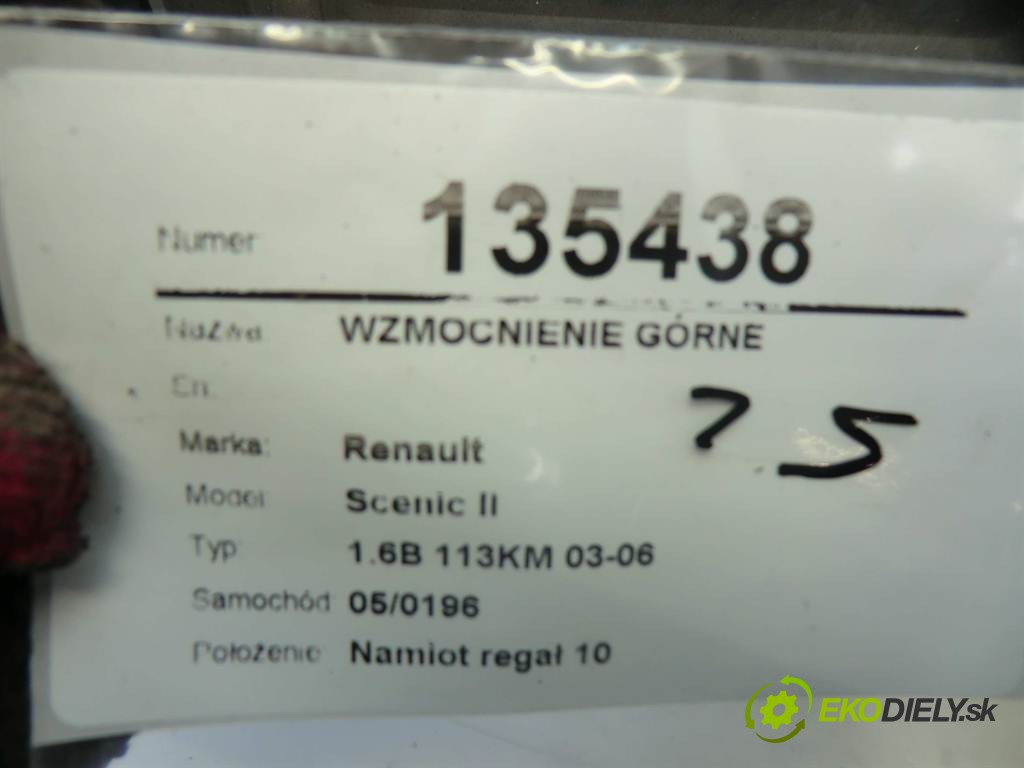 Numer 135438
Nazwa WZMOCNIENIE GÓRNE
En.
75
Marka: Renault
Model Scenic II
Typ 1.6B 113KM 03-06
Samochód 05/0196
Położenie Namiot regał 10
EKODIELY.sk